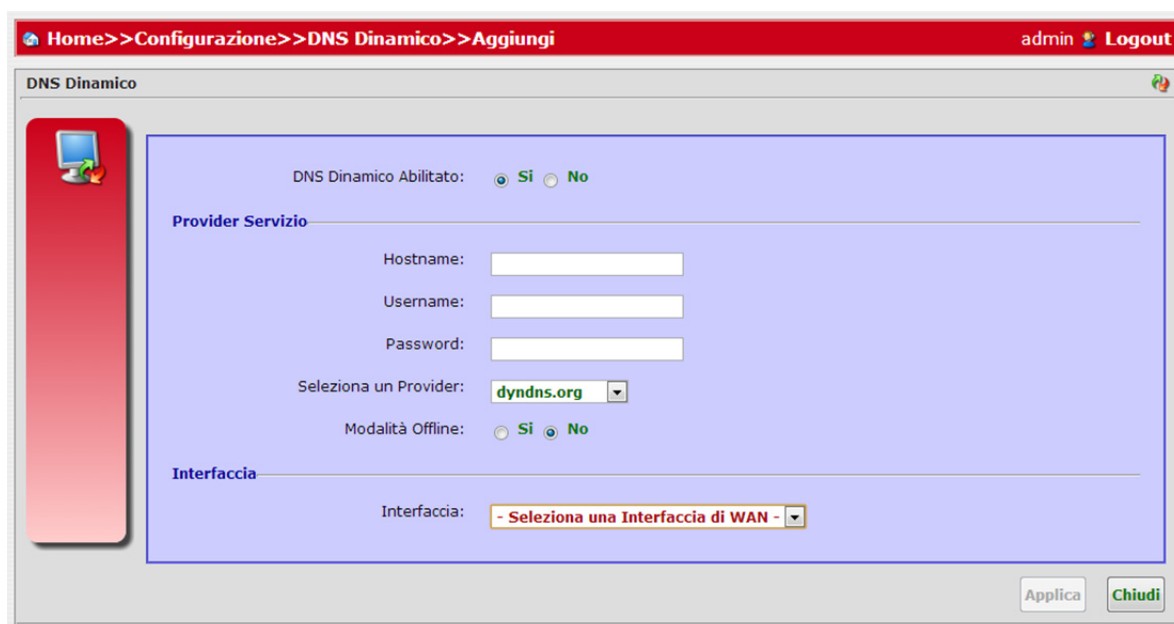 Home>>Configurazione>>DNS Dinamico>>Aggiungi admin Logout
DNS Dinamico
DNS Dinamico Abilitato: Si No
Provider Servizio
Hostname:
Username:
Password:
Seleziona un Provider: dyndns.org
Modalità Offline: Si No
Interfaccia
Interfaccia: - Seleziona una Interfaccia di WAN -
Applica Chiudi